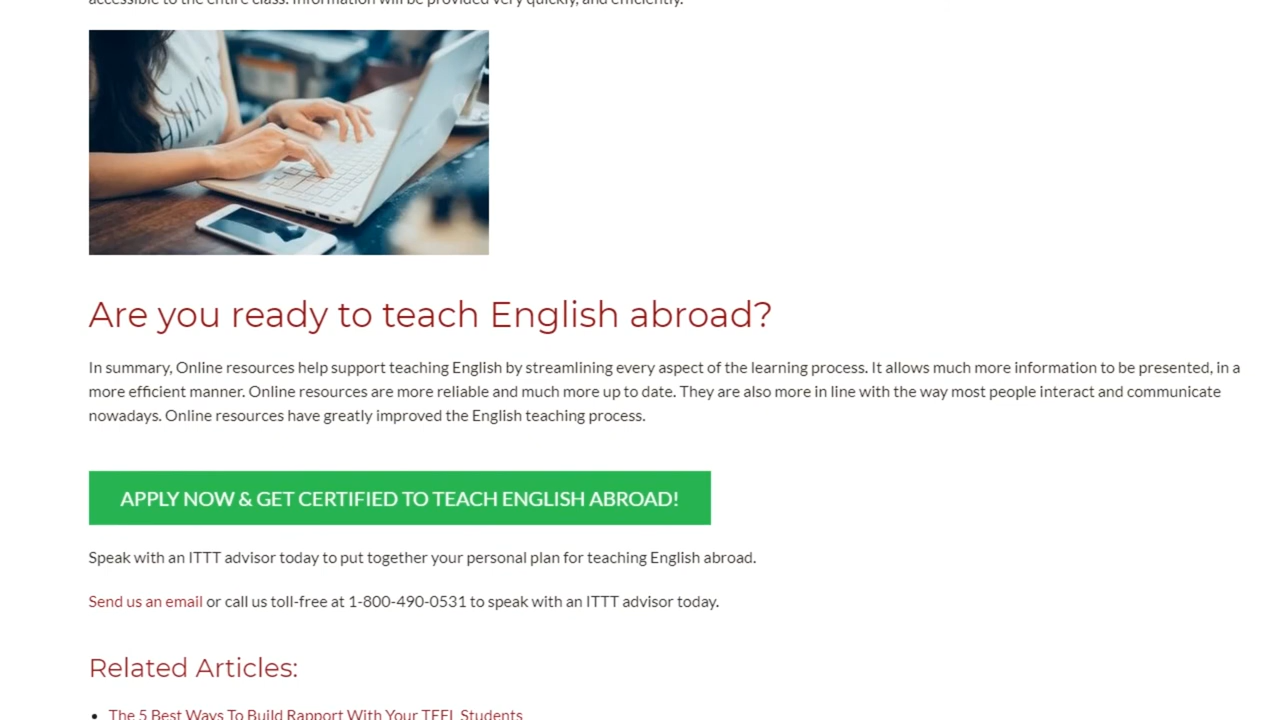 accessible to the entire class. Information will be provided very quickly, and efficiently.
THINKIN
Are you ready to teach English abroad?
In summary, Online resources help support teaching English by streamlining every aspect of the learning process. It allows much more information to be presented, in a
more efficient manner. Online resources are more reliable and much more up to date. They are also more in line with the way most people interact and communicate
nowadays. Online resources have greatly improved the English teaching process.
APPLY NOW & GET CERTIFIED TO TEACH ENGLISH ABROAD!
Speak with an ITTT advisor today to put together your personal plan for teaching English abroad.
Send us an email or call us toll-free at 1-800-490-0531 to speak with an ITTT advisor today.
Related Articles:
• The 5 Best Ways To Build Rapport With Your TEFL Students